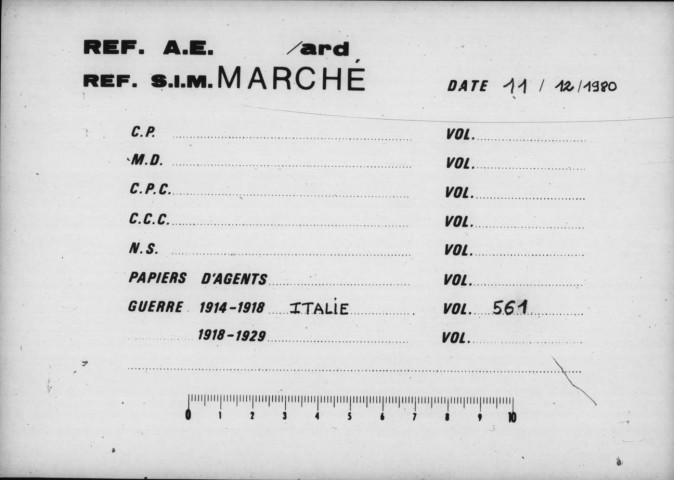 REF. A.E. /ard
REF. S.I.M. MARCHÉ DATE 11 / 12 / 1980
C.P. VOL.
M.D. VOL.
C.P.C. VOL.
C.C.C. VOL.
N.S. VOL.
PAPIERS D'AGENTS VOL.
GUERRE 1914-1918 ITALIE VOL. 561
1918-1929 VOL.
0 1 2 3 4 5 6 7 8 9 10